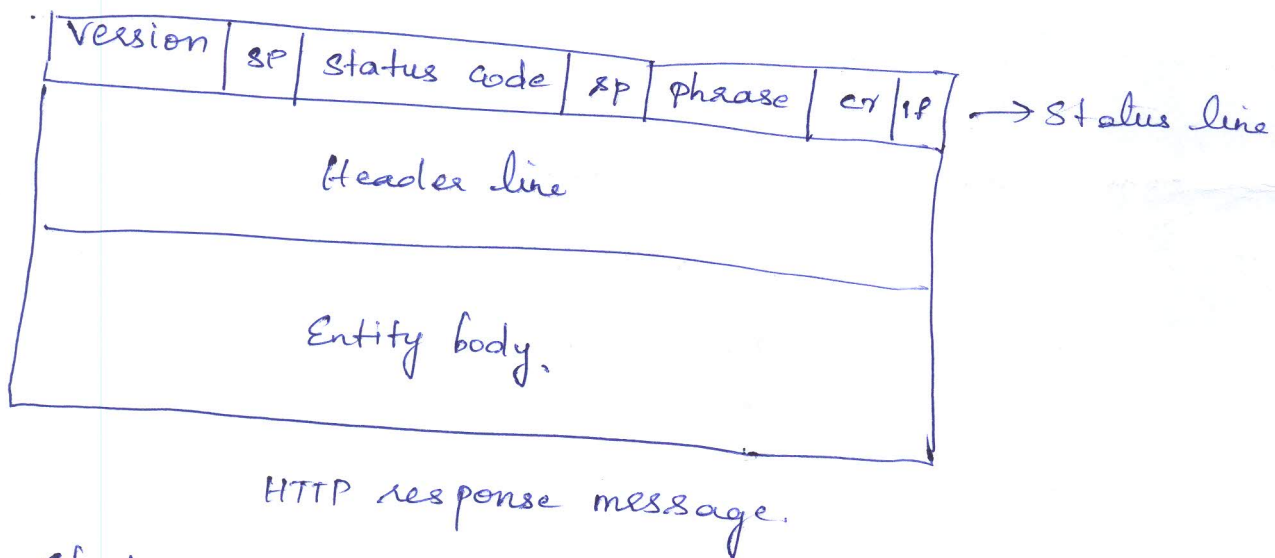 Version sp Status code sp phrase cr lf → Status line
Header line
Entity body.
HTTP response message.